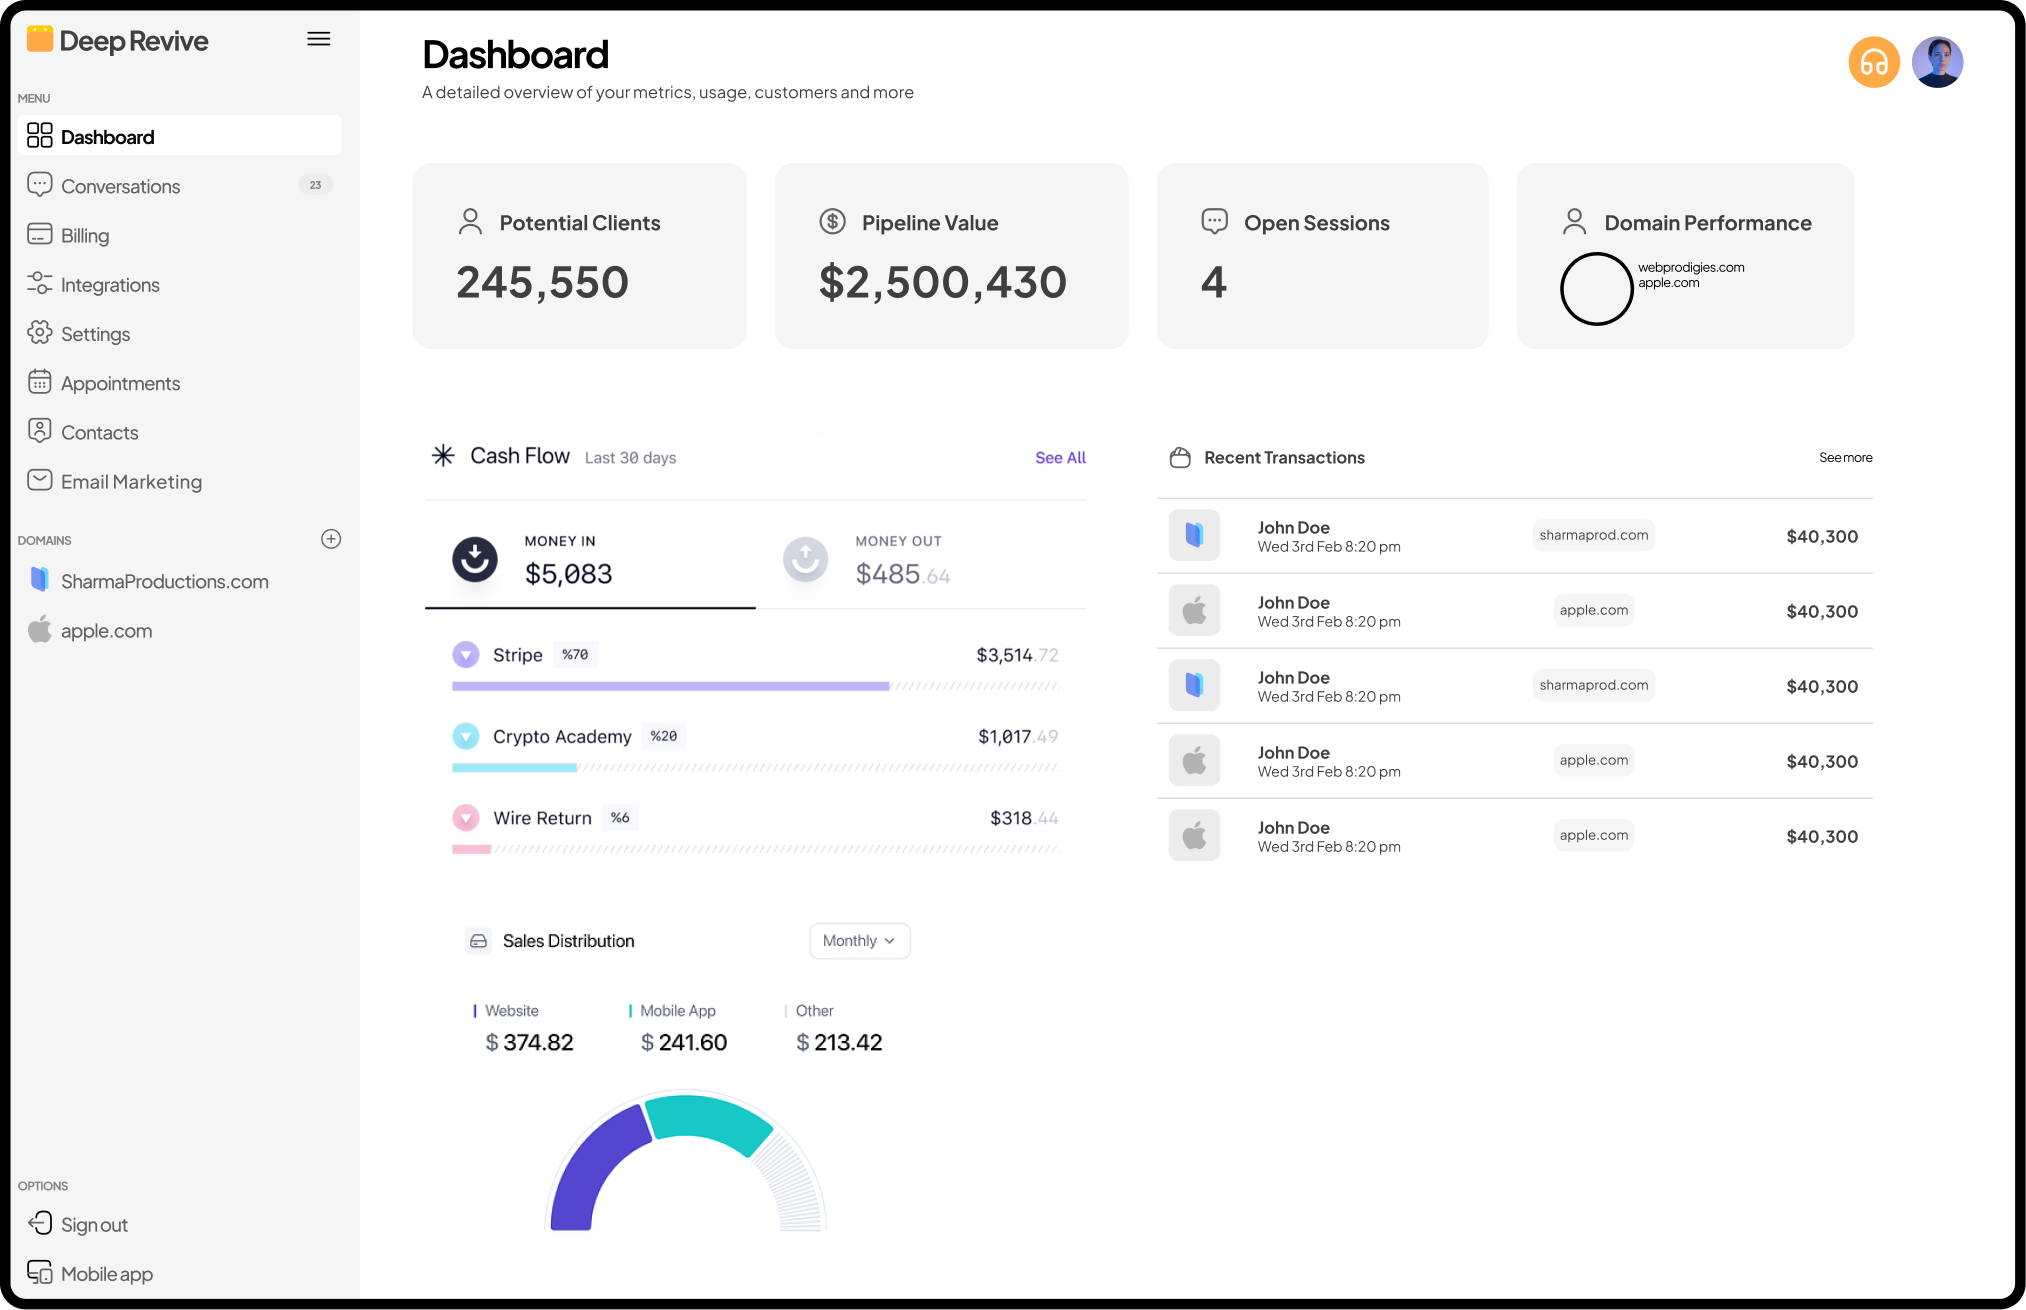 Deep Revive
MENU
Dashboard
Conversations 23
Billing
Integrations
Settings
Appointments
Contacts
Email Marketing
DOMAINS
SharmaProductions.com
apple.com
OPTIONS
Sign out
Mobile app
Dashboard
A detailed overview of your metrics, usage, customers and more
Potential Clients
245,550
Pipeline Value
$2,500,430
Open Sessions
4
Domain Performance
webprodigies.com
apple.com
Cash Flow Last 30 days See All
MONEY IN
$5,083
MONEY OUT
$485.64
Stripe %70 $3,514.72
Crypto Academy %20 $1,017.49
Wire Return %6 $318.44
Recent Transactions See more
John Doe
Wed 3rd Feb 8:20 pm
sharmaprod.com
$40,300
John Doe
Wed 3rd Feb 8:20 pm
apple.com
$40,300
John Doe
Wed 3rd Feb 8:20 pm
sharmaprod.com
$40,300
John Doe
Wed 3rd Feb 8:20 pm
apple.com
$40,300
John Doe
Wed 3rd Feb 8:20 pm
apple.com
$40,300
Sales Distribution Monthly
Website
$ 374.82
Mobile App
$ 241.60
Other
$ 213.42